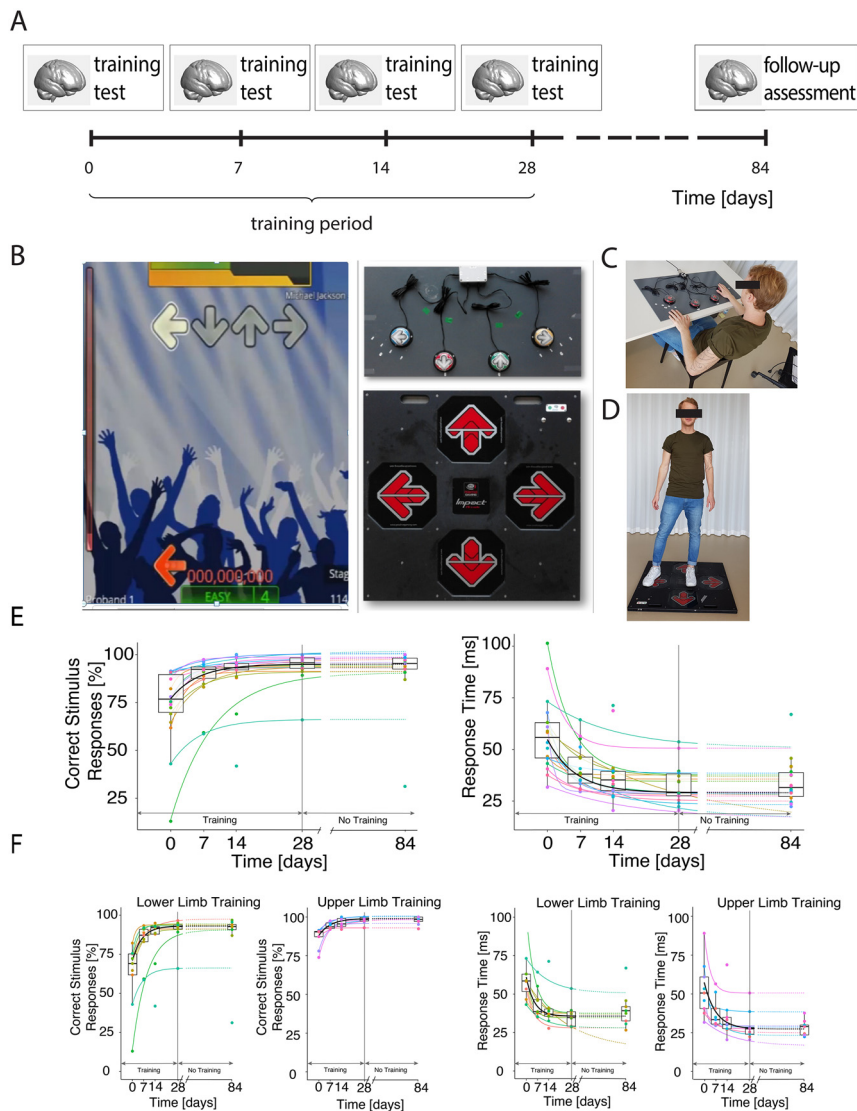 A
training
test
training
test
training
test
training
test
follow-up
assessment
0
7
14
28
84
Time [days]
training period
B
Michael Jackson
000,000,000
EASY 4
Proband 1
Stag
114
Impact
C
D
E
Correct Stimulus
Responses [%]
100
75
50
25
Training
No Training
0 7 14 28 84
Time [days]
Response Time [ms]
100
75
50
25
Training
No Training
0 7 14 28 84
Time [days]
F
Lower Limb Training
Correct Stimulus
Responses [%]
100
75
50
25
0
Training
No Training
0 7 14 28 84
Time [days]
Upper Limb Training
100
75
50
25
0
Training
No Training
0 7 14 28 84
Time [days]
Lower Limb Training
Response Time [ms]
100
75
50
25
0
Training
No Training
0 7 14 28 84
Time [days]
Upper Limb Training
100
75
50
25
0
Training
No Training
0 7 14 28 84
Time [days]